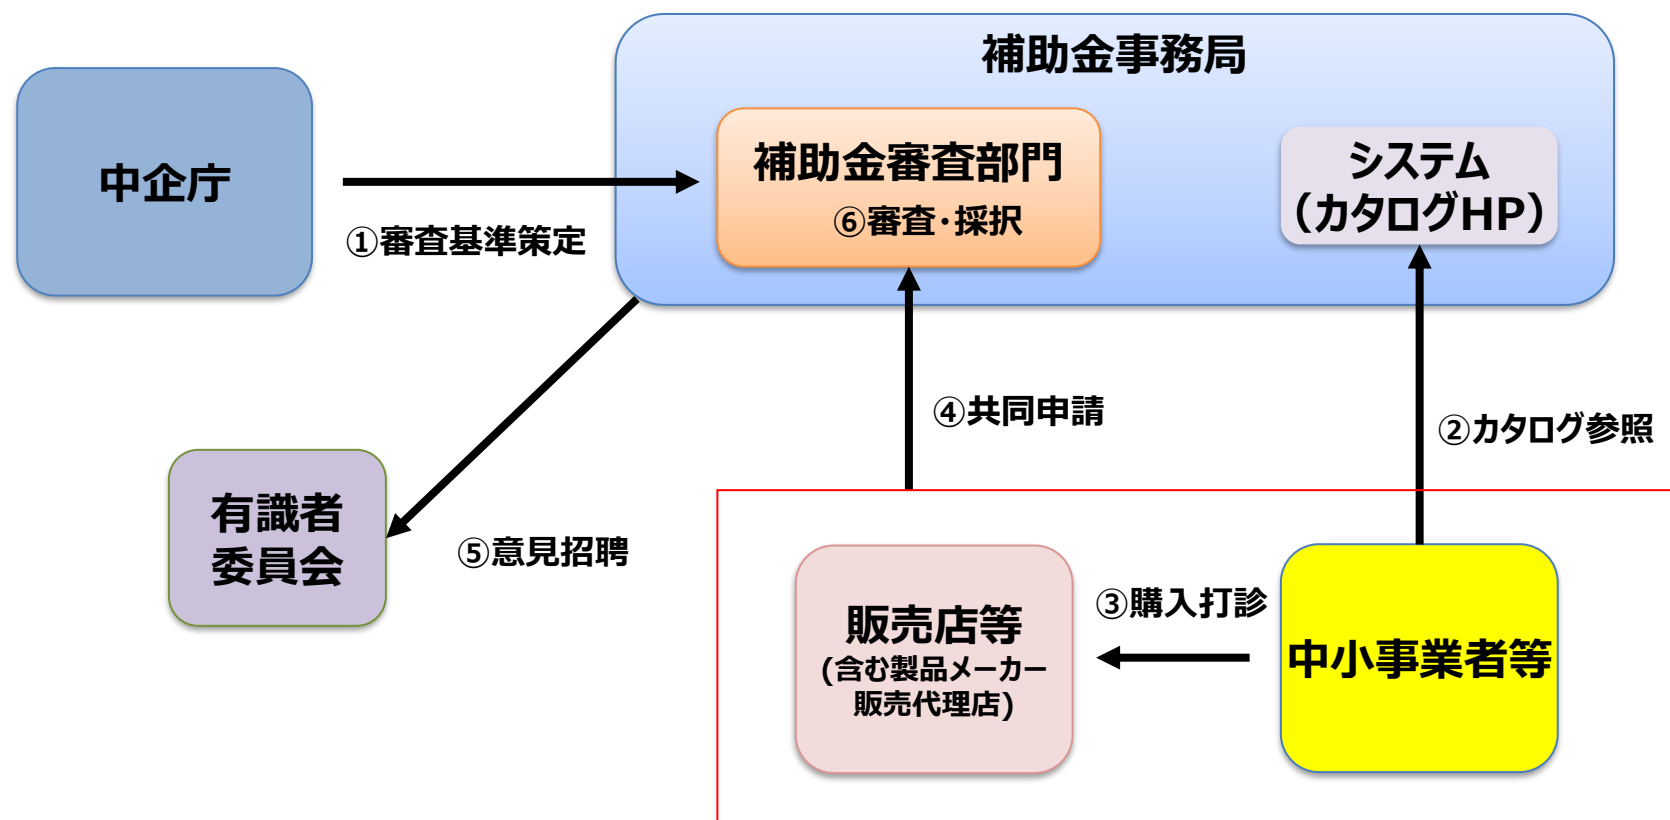 補助金事務局
中企庁
①審査基準策定
補助金審査部門
⑥審査・採択
システム
（カタログHP）
④共同申請
②カタログ参照
有識者
委員会
⑤意見招聘
販売店等
(含む製品メーカー
販売代理店)
③購入打診
中小事業者等